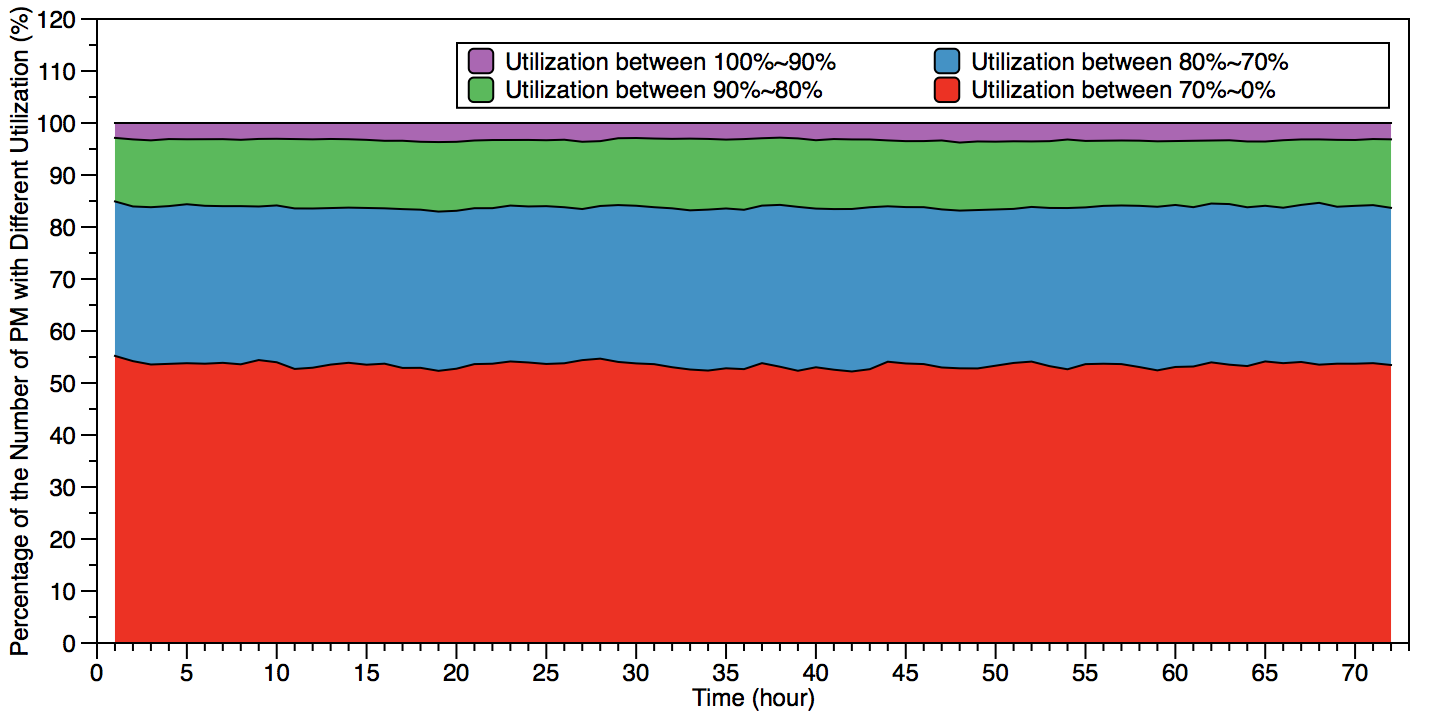 Percentage of the Number of PM with Different Utilization (%)
120
110
100
90
80
70
60
50
40
30
20
10
0
Utilization between 100%~90%
Utilization between 80%~70%
Utilization between 90%~80%
Utilization between 70%~0%
0 5 10 15 20 25 30 35 40 45 50 55 60 65 70
Time (hour)